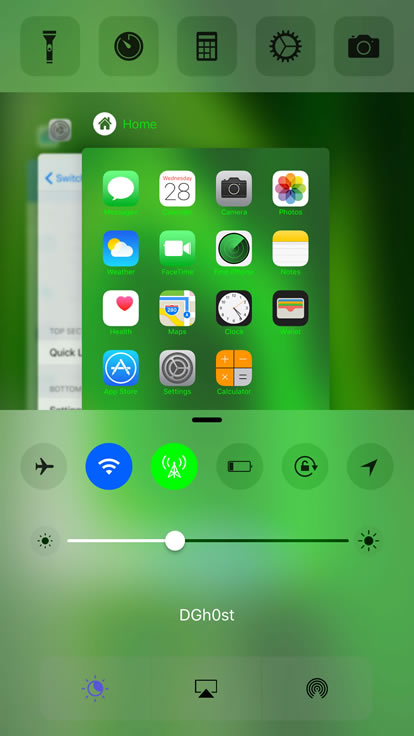 Home
Switch
Wednesday
28
Messages
Calendar
Camera
Photos
Weather
FaceTime
Find iPhone
Notes
280
Health
Maps
Clock
Wallet
TOP SEC
Quick L
App Store
Settings
Calculator
BOTTOM
DGh0st